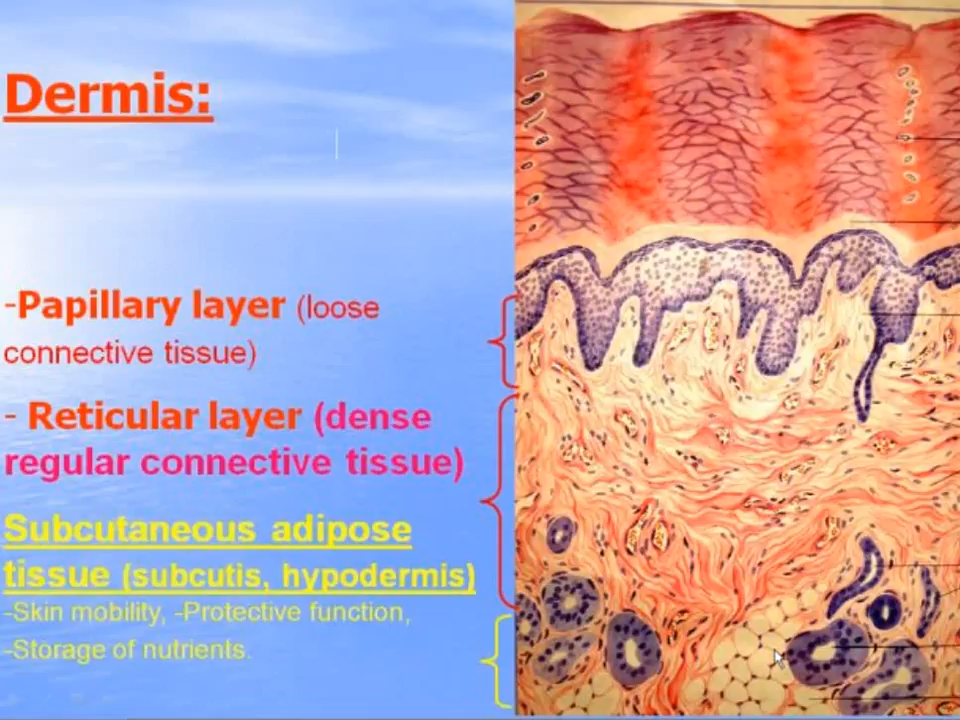 Dermis:
-Papillary layer (loose
connective tissue)
- Reticular layer (dense
regular connective tissue)
Subcutaneous adipose
tissue (subcutis, hypodermis)
-Skin mobility, -Protective function,
-Storage of nutrients.